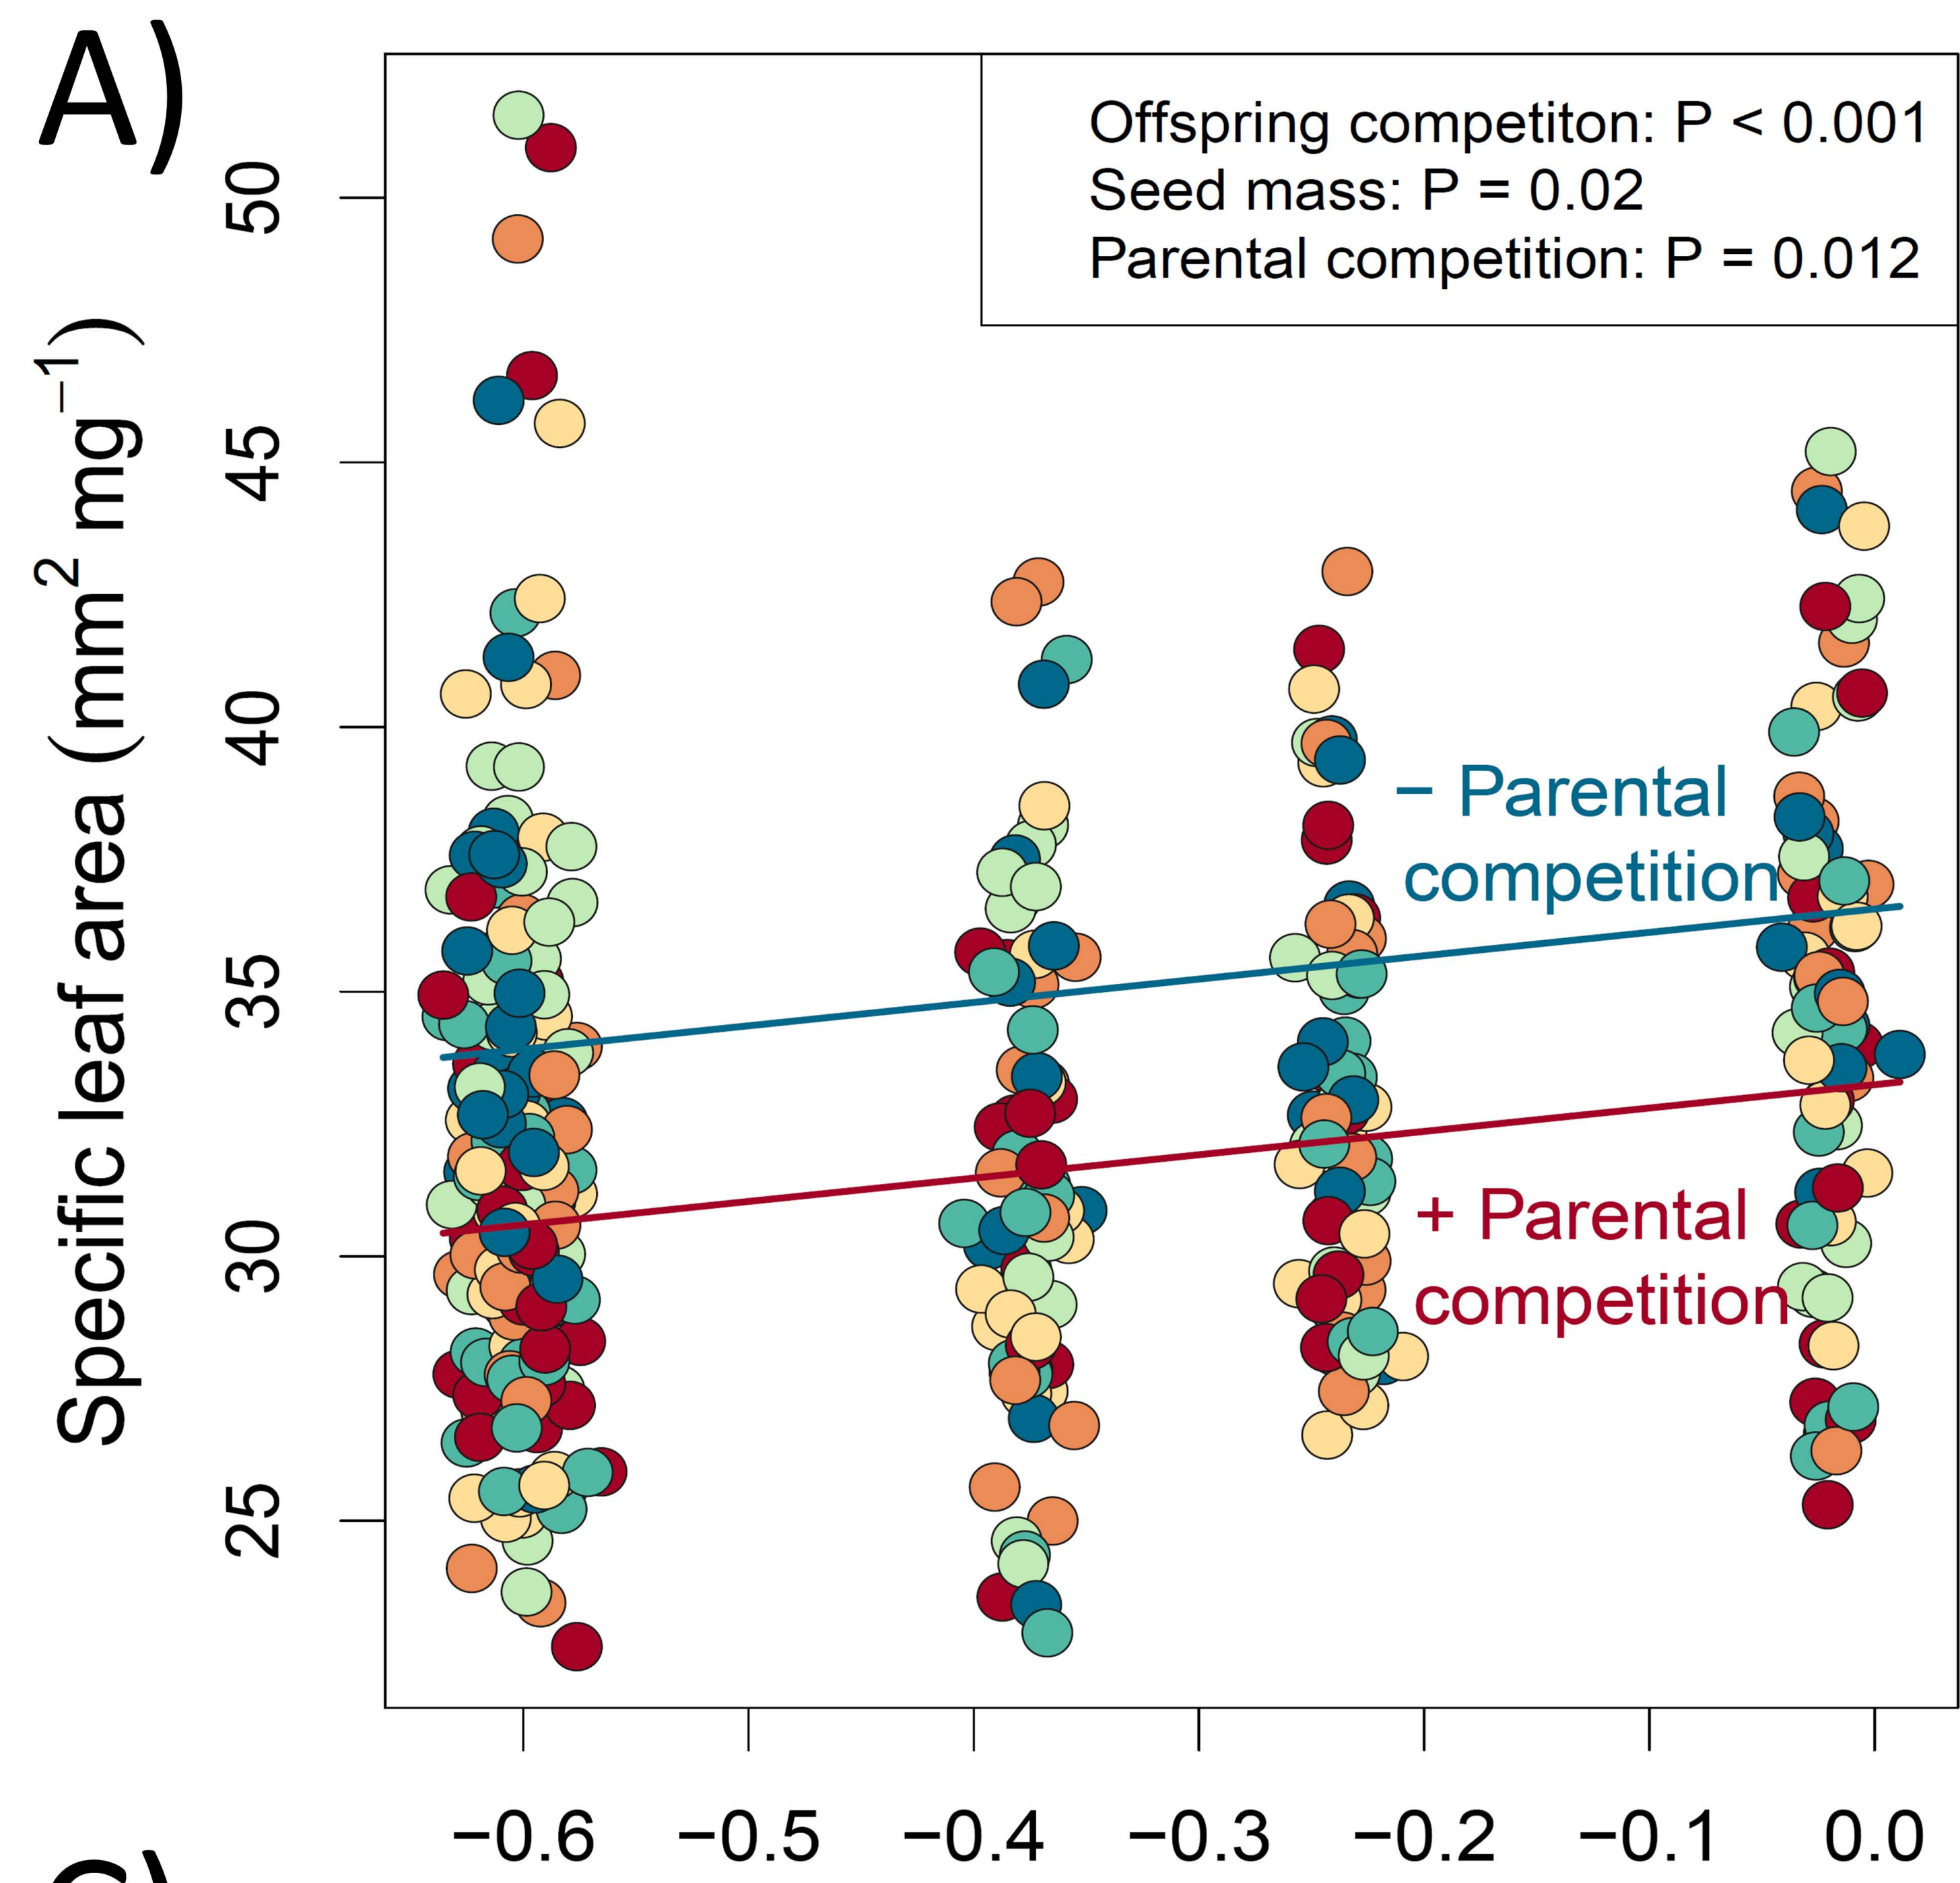 A)
Offspring competiton: P < 0.001
Seed mass: P = 0.02
Parental competition: P = 0.012
Specific leaf area (mm² mg⁻¹)
50
45
40
35
30
25
− Parental
competition
+ Parental
competition
−0.6 −0.5 −0.4 −0.3 −0.2 −0.1 0.0